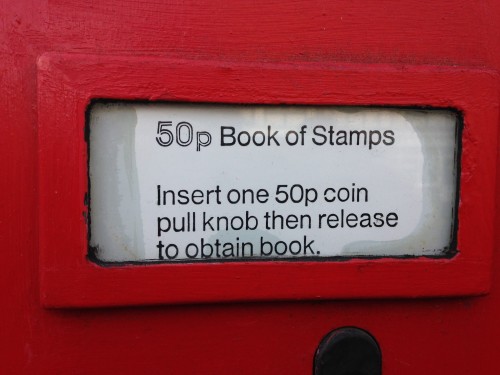 50p Book of Stamps
Insert one 50p coin
pull knob then release
to obtain book.